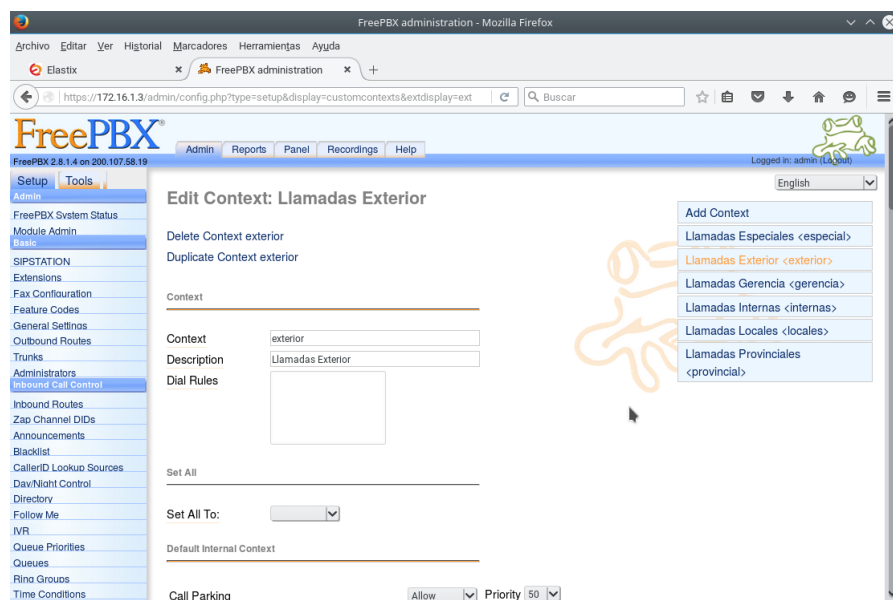 FreePBX administration - Mozilla Firefox
Archivo Editar Ver Historial Marcadores Herramientas Ayuda
Elastix × FreePBX administration × +
https://172.16.1.3/admin/config.php?type=setup&display=customcontexts&extdisplay=ext Buscar
FreePBX®
Admin Reports Panel Recordings Help
FreePBX 2.8.1.4 on 200.107.58.19 Logged in: admin (Logout)
Setup Tools
English
Admin
FreePBX System Status
Module Admin
Basic
SIPSTATION
Extensions
Fax Configuration
Feature Codes
General Settings
Outbound Routes
Trunks
Administrators
Inbound Call Control
Inbound Routes
Zap Channel DIDs
Announcements
Blacklist
CallerID Lookup Sources
Day/Night Control
Directory
Follow Me
IVR
Queue Priorities
Queues
Ring Groups
Time Conditions
Edit Context: Llamadas Exterior
Delete Context exterior
Duplicate Context exterior
Context
Context exterior
Description Llamadas Exterior
Dial Rules
Set All
Set All To:
Default Internal Context
Call Parking Allow Priority 50
Add Context
Llamadas Especiales <especial>
Llamadas Exterior <exterior>
Llamadas Gerencia <gerencia>
Llamadas Internas <internas>
Llamadas Locales <locales>
Llamadas Provinciales
<provincial>